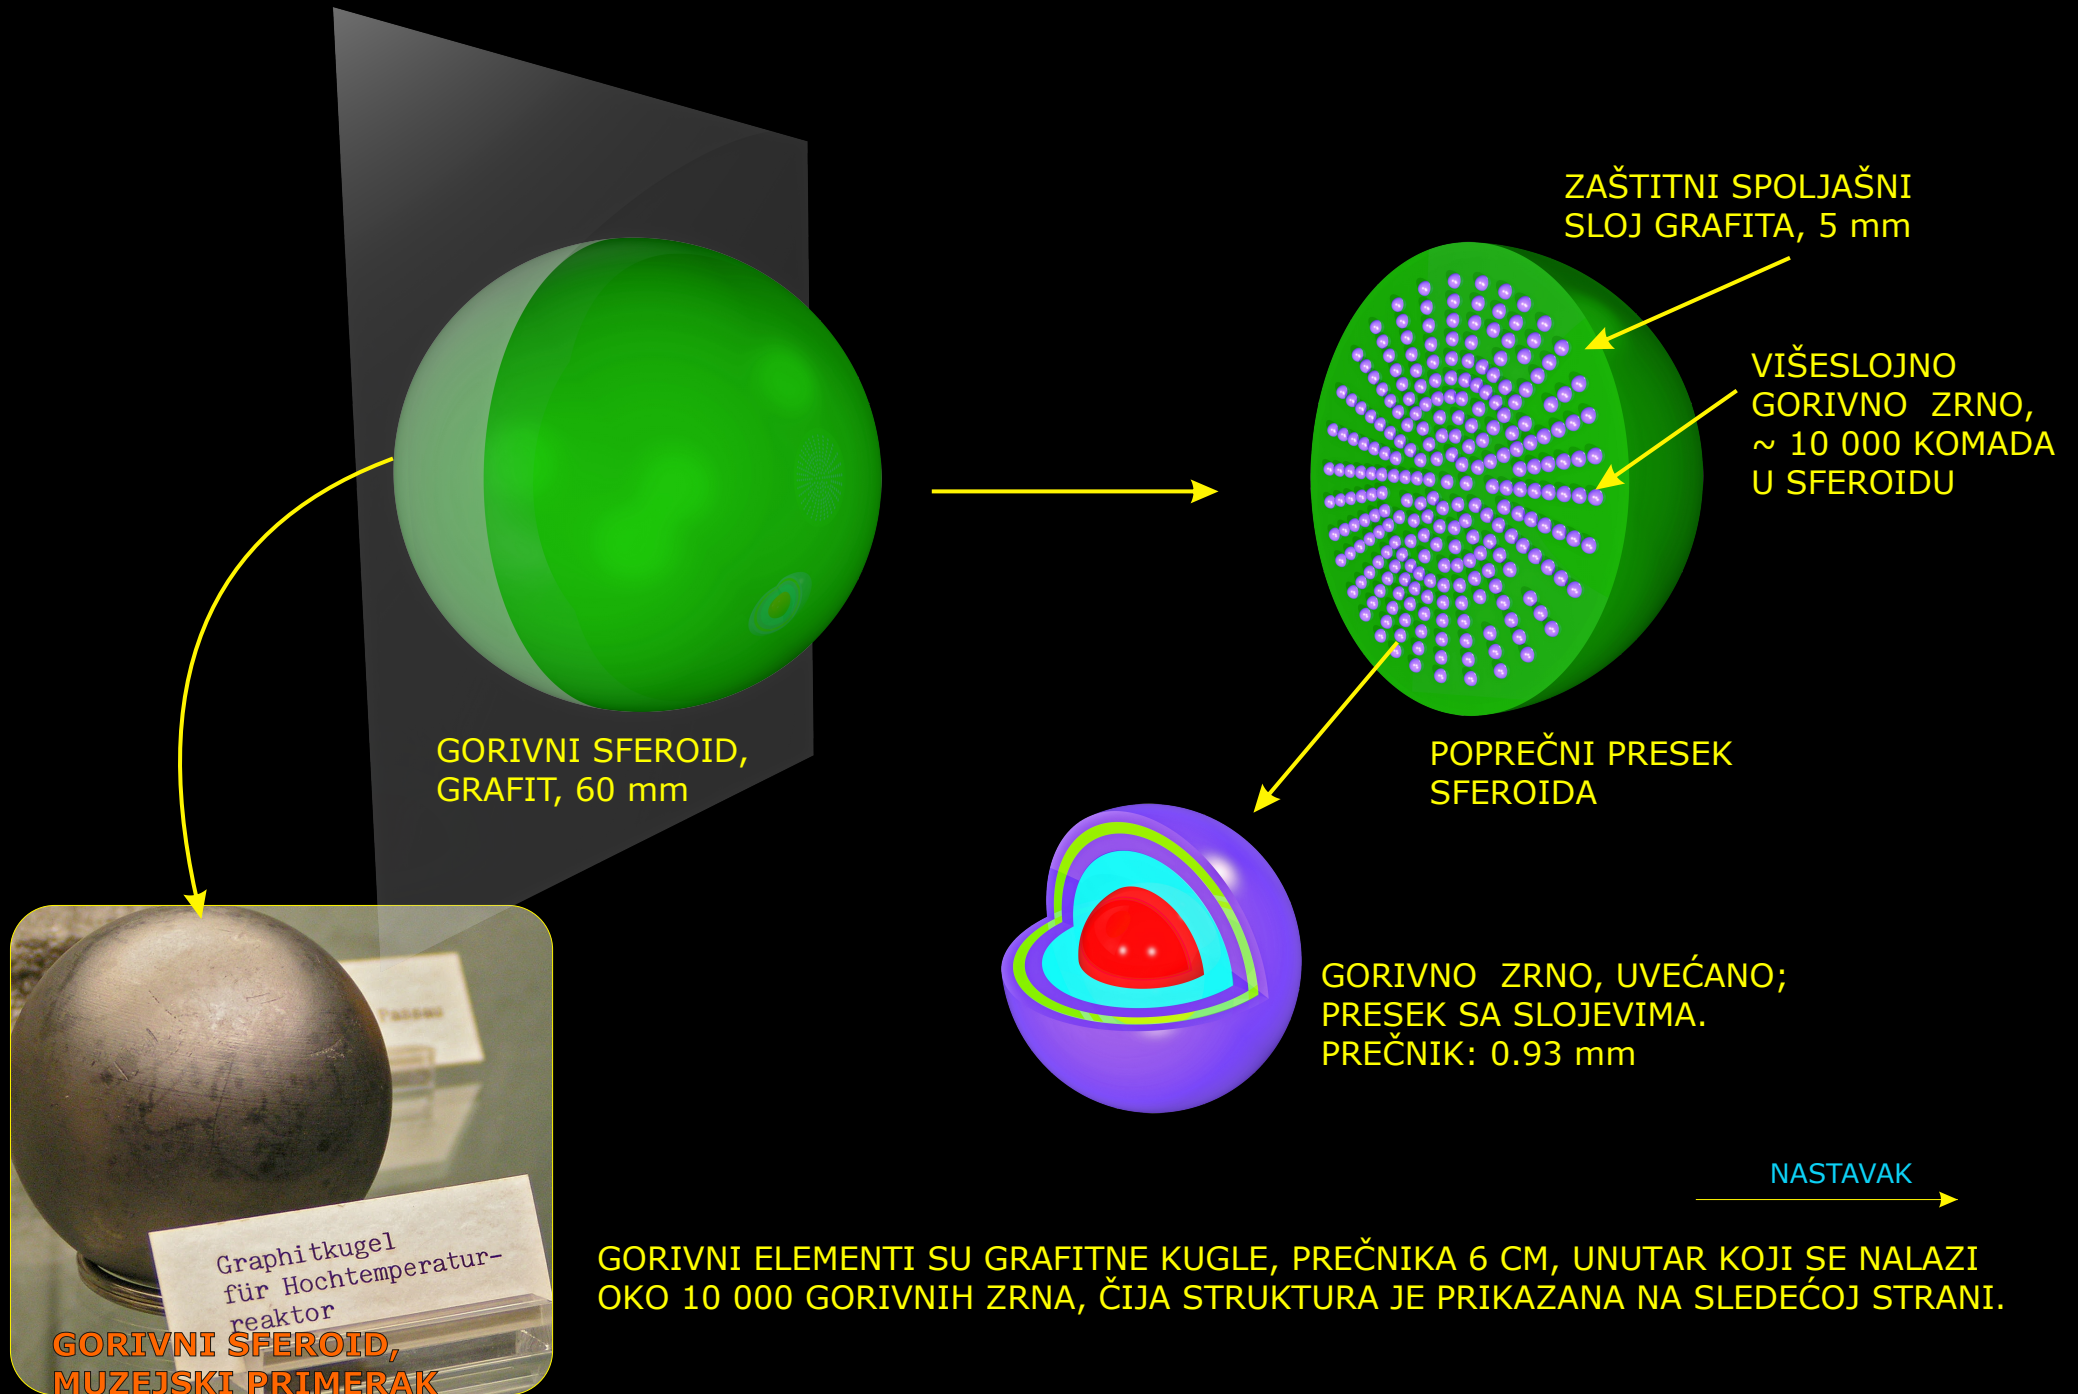 ZAŠTITNI SPOLJAŠNI
SLOJ GRAFITA, 5 mm
VIŠESLOJNO
GORIVNO ZRNO,
~ 10 000 KOMADA
U SFEROIDU
GORIVNI SFEROID,
GRAFIT, 60 mm
POPREČNI PRESEK
SFEROIDA
GORIVNO ZRNO, UVEĆANO;
PRESEK SA SLOJEVIMA.
PREČNIK: 0.93 mm
NASTAVAK
Graphitkugel
für Hochtemperatur-
reaktor
GORIVNI SFEROID,
MUZEJSKI PRIMERAK
GORIVNI ELEMENTI SU GRAFITNE KUGLE, PREČNIKA 6 CM, UNUTAR KOJI SE NALAZI
OKO 10 000 GORIVNIH ZRNA, ČIJA STRUKTURA JE PRIKAZANA NA SLEDEĆOJ STRANI.